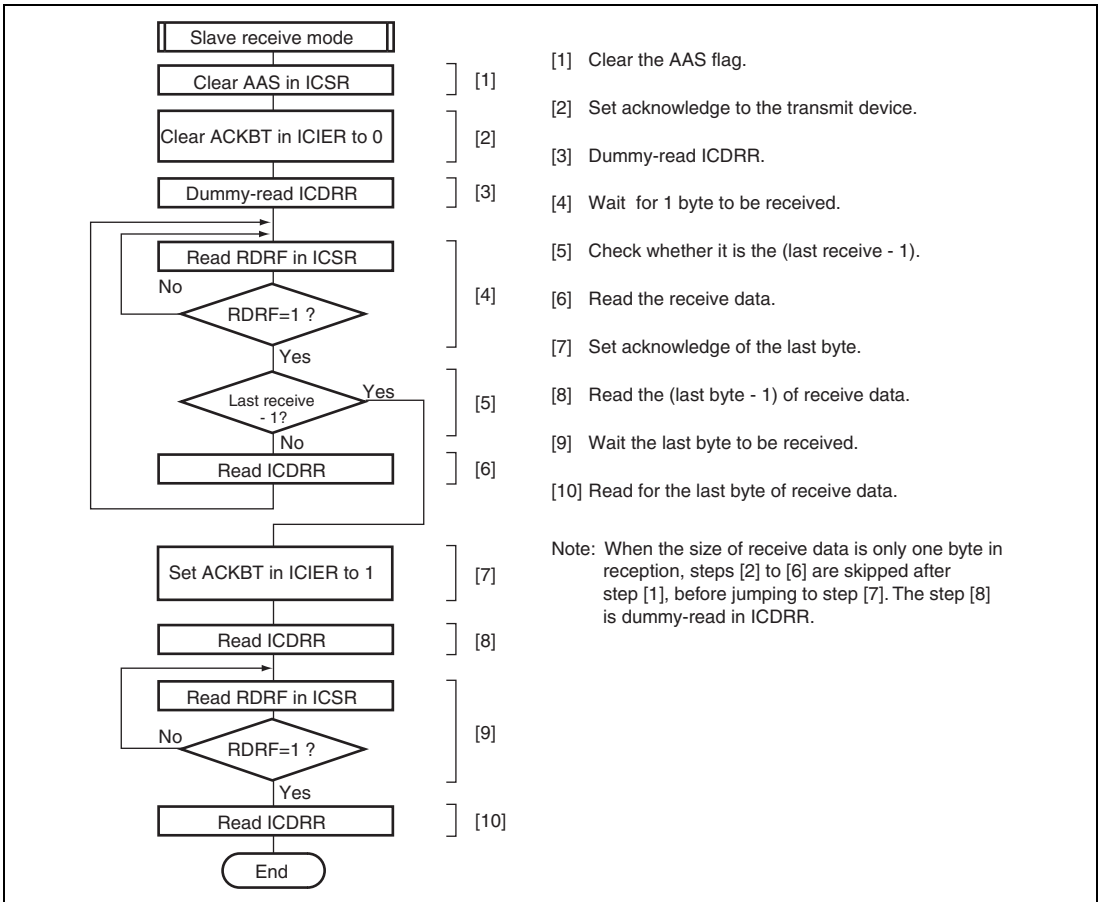 Slave receive mode
Clear AAS in ICSR
[1]
Clear ACKBT in ICIER to 0
[2]
Dummy-read ICDRR
[3]
Read RDRF in ICSR
No
RDRF=1 ?
[4]
Yes
Last receive
- 1?
Yes
[5]
No
Read ICDRR
[6]
Set ACKBT in ICIER to 1
[7]
Read ICDRR
[8]
Read RDRF in ICSR
No
RDRF=1 ?
[9]
Yes
Read ICDRR
[10]
End
[1] Clear the AAS flag.
[2] Set acknowledge to the transmit device.
[3] Dummy-read ICDRR.
[4] Wait for 1 byte to be received.
[5] Check whether it is the (last receive - 1).
[6] Read the receive data.
[7] Set acknowledge of the last byte.
[8] Read the (last byte - 1) of receive data.
[9] Wait the last byte to be received.
[10] Read for the last byte of receive data.
Note: When the size of receive data is only one byte in
reception, steps [2] to [6] are skipped after
step [1], before jumping to step [7]. The step [8]
is dummy-read in ICDRR.